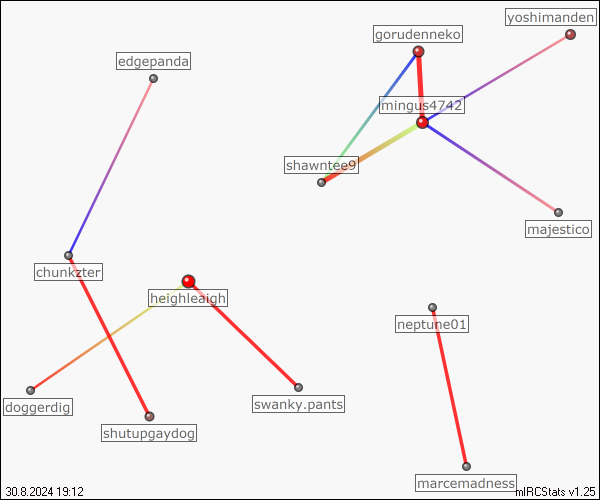 yoshimanden
gorudenneko
edgepanda
mingus4742
shawntee9
majestico
chunkzter
heighleaigh
neptune01
doggerdig
swanky.pants
shutupgaydog
marcemadness
30.8.2024 19:12
mIRCStats v1.25